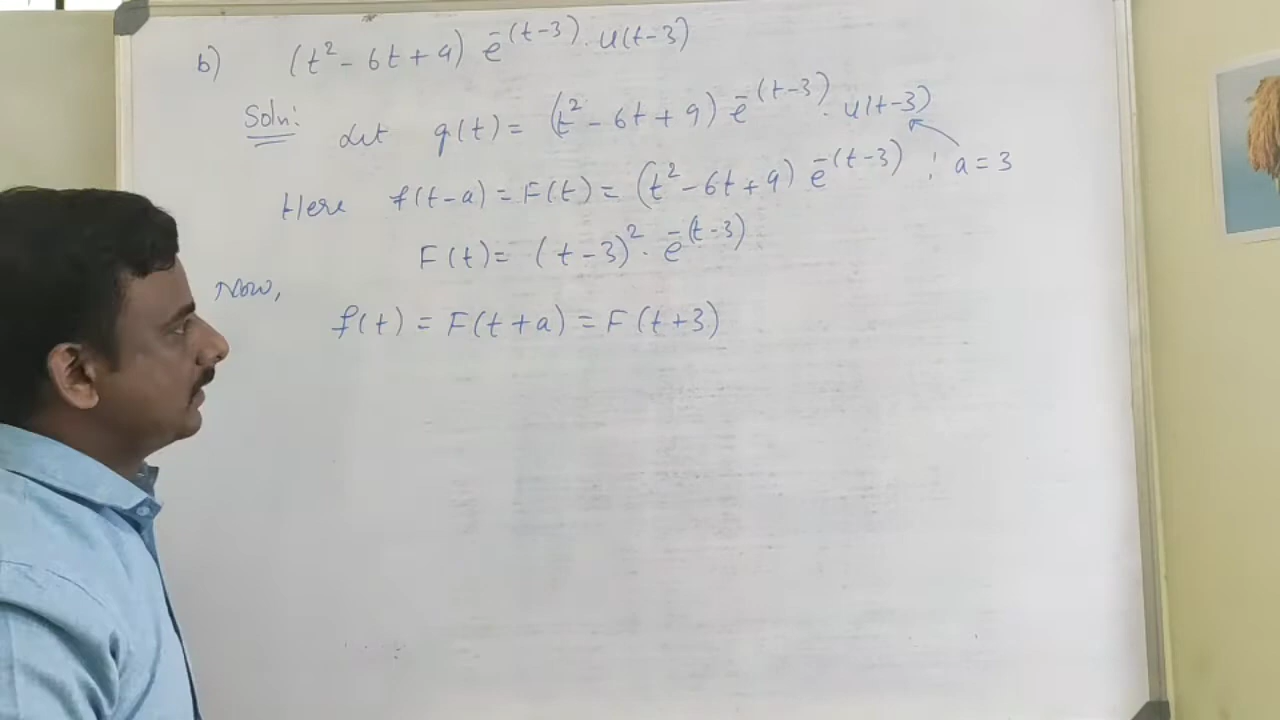 b) (t² - 6t + 9) e^-(t-3) · u(t-3)
Soln: Let g(t) = (t² - 6t + 9) e^-(t-3) · u(t-3)
Here f(t-a) = F(t) = (t² - 6t + 9) e^-(t-3) ; a = 3
F(t) = (t-3)² · e^-(t-3)
Now,
f(t) = F(t+a) = F(t+3)